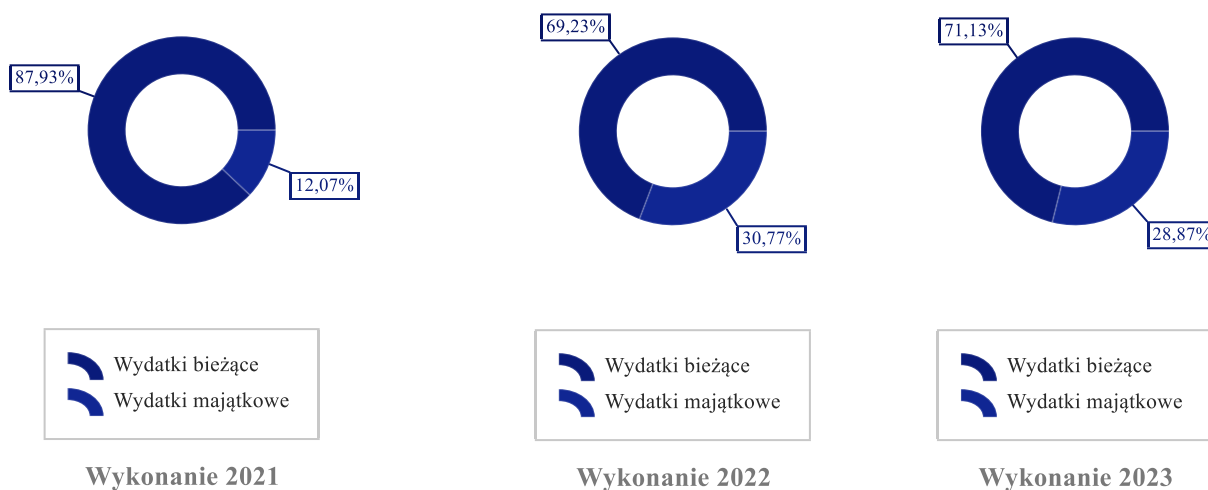 87,93%
12,07%
Wydatki bieżące
Wydatki majątkowe
Wykonanie 2021
69,23%
30,77%
Wydatki bieżące
Wydatki majątkowe
Wykonanie 2022
71,13%
28,87%
Wydatki bieżące
Wydatki majątkowe
Wykonanie 2023